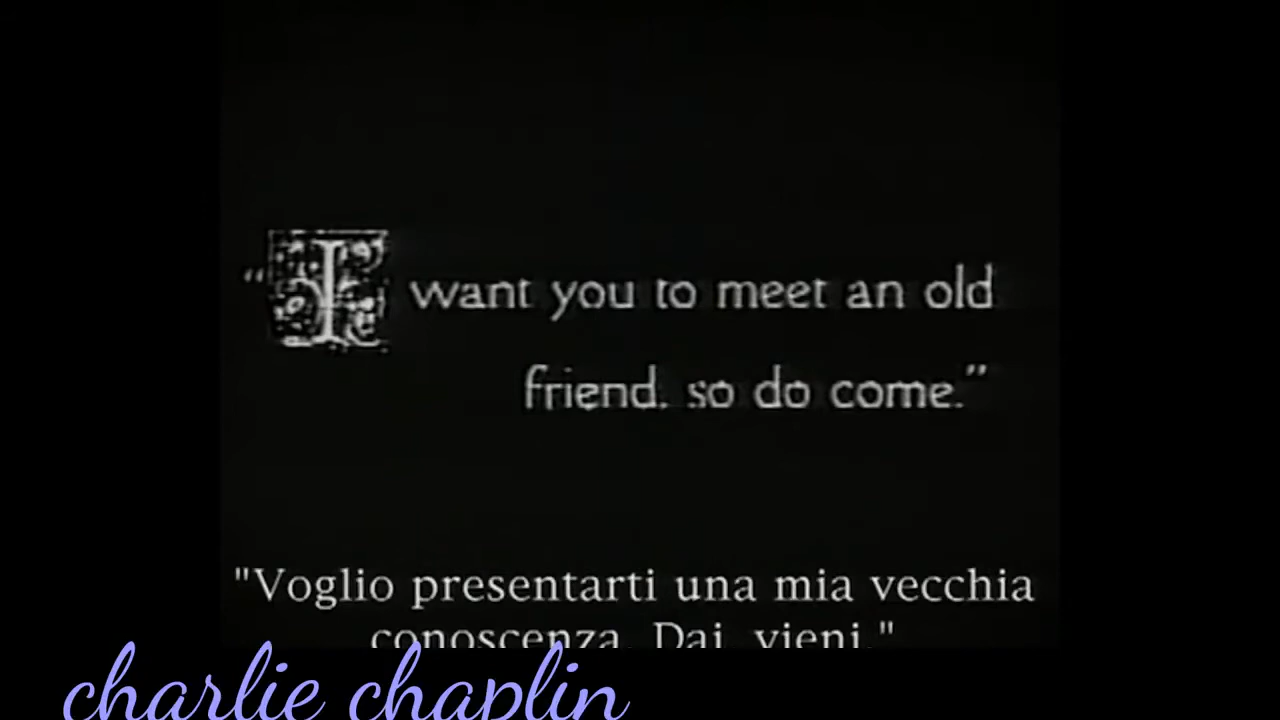 "I want you to meet an old
friend. so do come."
"Voglio presentarti una mia vecchia
conoscenza. Dai, vieni."
charlie chaplin